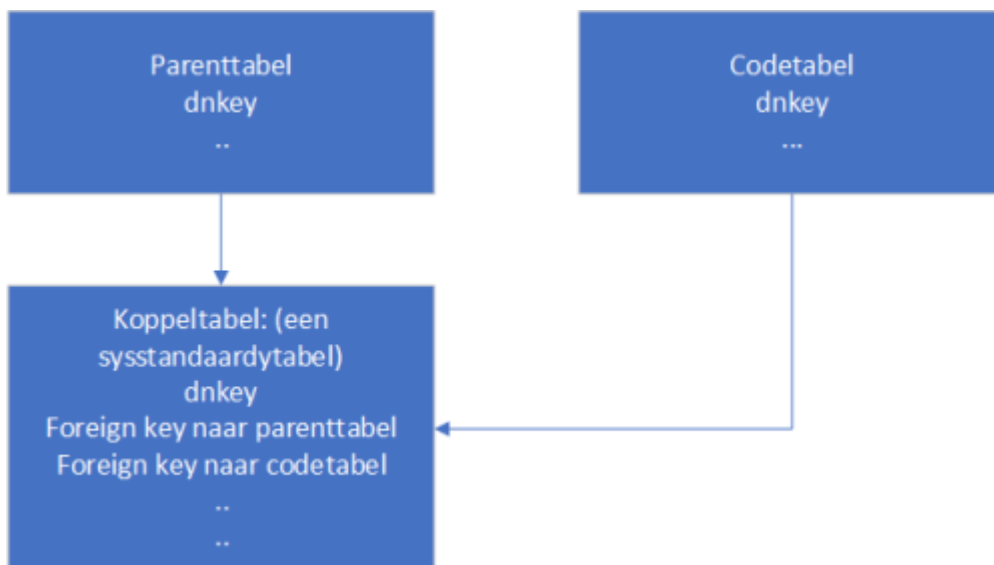 Parenttabel
dnkey
..
Codetabel
dnkey
...
Koppeltabel: (een
sysstandaardytabel)
dnkey
Foreign key naar parenttabel
Foreign key naar codetabel
..
..